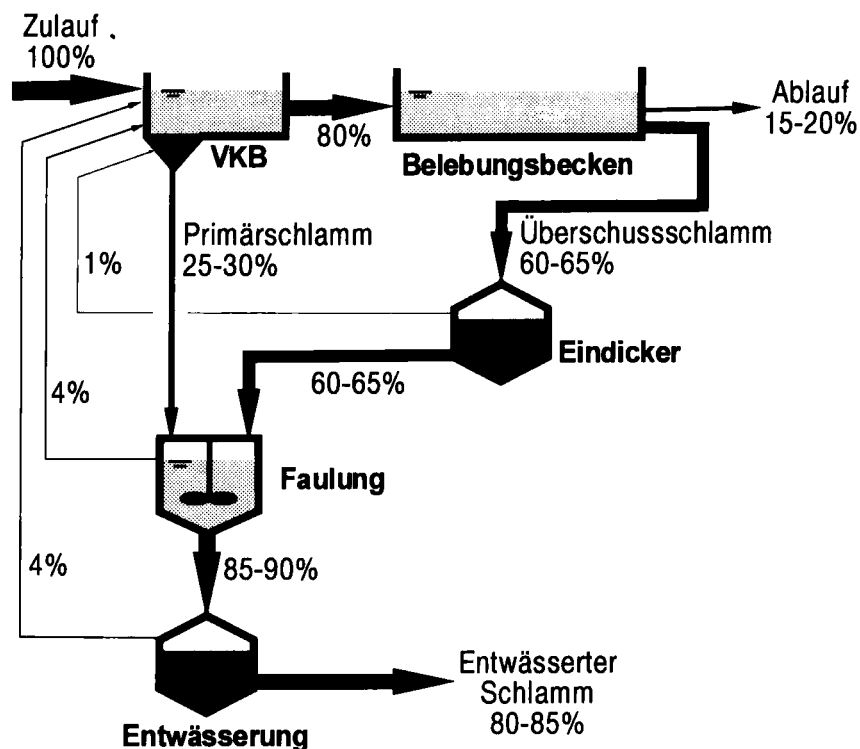 Zulauf
100%
VKB
80%
Belebungsbecken
Ablauf
15-20%
Primärschlamm
25-30%
Überschussschlamm
60-65%
1%
Eindicker
60-65%
4%
Faulung
4%
85-90%
Entwässerter
Schlamm
80-85%
Entwässerung